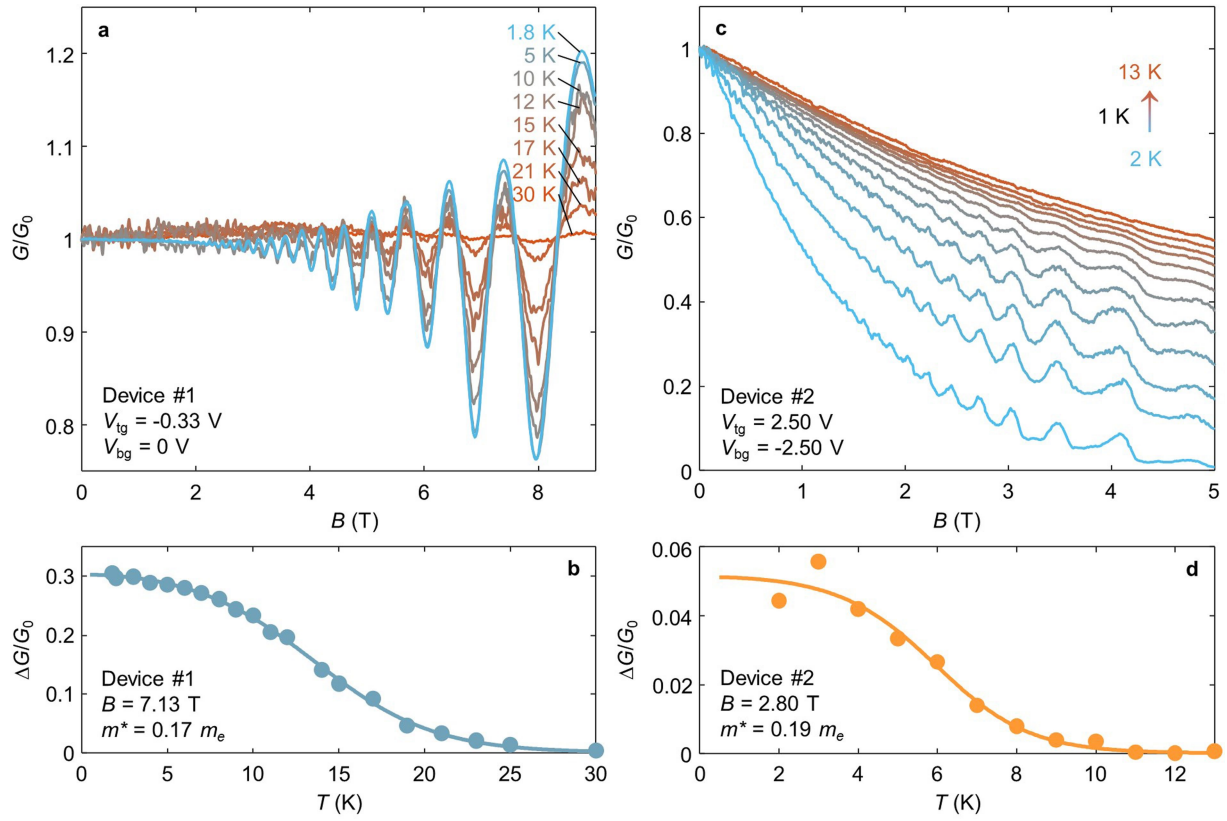 a
1.2
1.1
1
0.9
0.8
G/G0
1.8 K
5 K
10 K
12 K
15 K
17 K
21 K
30 K
Device #1
Vtg = -0.33 V
Vbg = 0 V
0 2 4 6 8
B (T)
c
1
0.8
0.6
0.4
0.2
0
G/G0
13 K
1 K
2 K
Device #2
Vtg = 2.50 V
Vbg = -2.50 V
0 1 2 3 4 5
B (T)
b
0.3
0.2
0.1
0
ΔG/G0
Device #1
B = 7.13 T
m* = 0.17 me
0 5 10 15 20 25 30
T (K)
d
0.06
0.04
0.02
0
ΔG/G0
Device #2
B = 2.80 T
m* = 0.19 me
0 2 4 6 8 10 12
T (K)